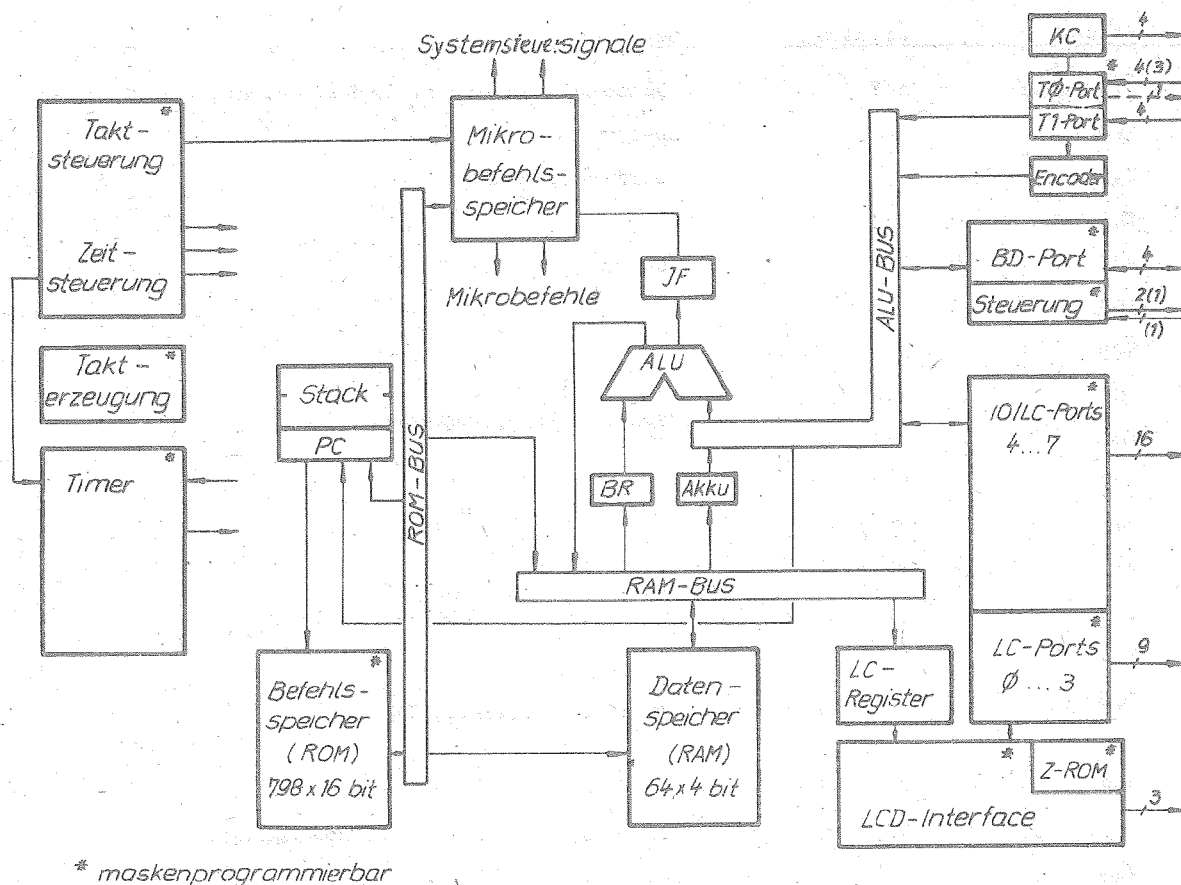 Systemsteuersignale
KC
4
*
Takt-
steuerung
Zeit-
steuerung
Mikro-
befehls-
speicher
TØ-Port
*
4(3)
1
T1-Port
4
Encoder
Mikrobefehle
JF
ALU-BUS
BD-Port
*
4
Steuerung
*
2(1)
(1)
Takt-
erzeugung
*
Stack
PC
ROM-BUS
ALU
BR
Akku
IO/LC-Ports
4...7
*
16
Timer
*
RAM-BUS
Befehls-
speicher
(ROM)
798 x 16 bit
*
Daten-
speicher
(RAM)
64 x 4 bit
LC-
Register
LC-Ports
Ø ... 3
*
9
*
Z-ROM
*
LCD-Interface
3
* maskenprogrammierbar